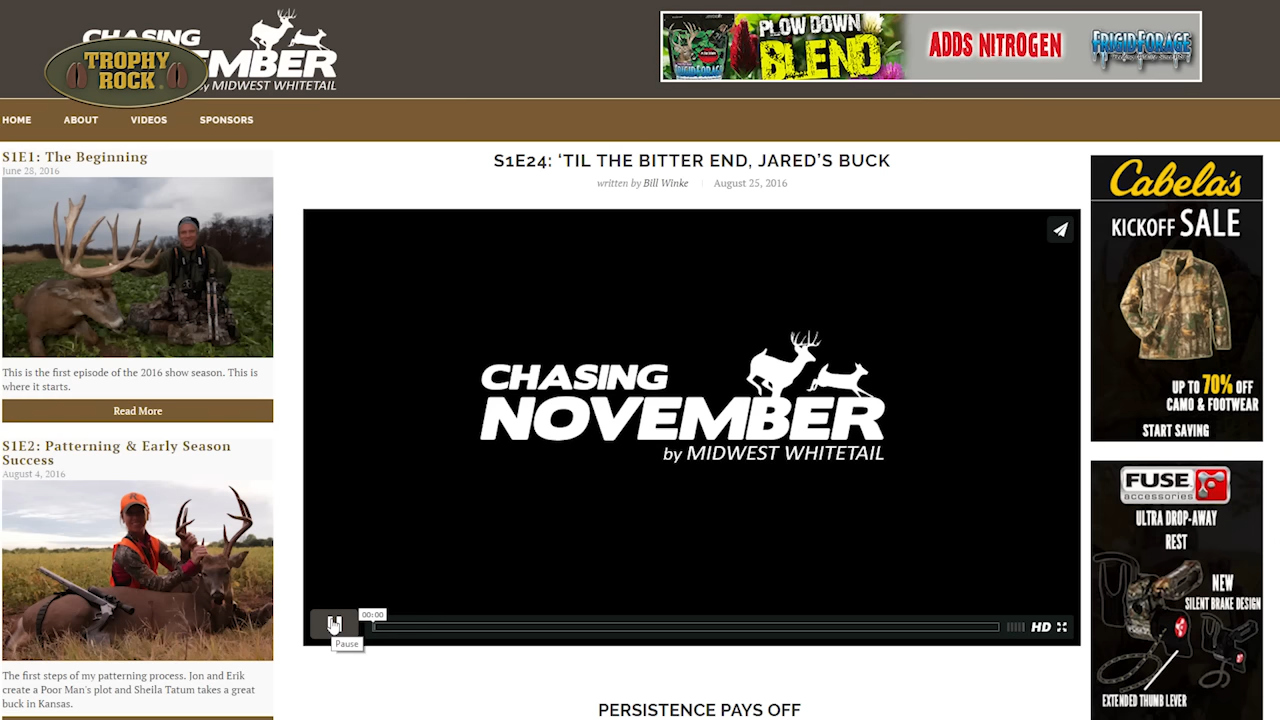 CHASING
NOVEMBER
by MIDWEST WHITETAIL
TROPHY
ROCK
PLOW DOWN
BLEND
ADDS NITROGEN
FRIGID FORAGE
HOME
ABOUT
VIDEOS
SPONSORS
S1E1: The Beginning
June 28, 2016
This is the first episode of the 2016 show season. This is
where it starts.
Read More
S1E2: Patterning & Early Season
Success
August 4, 2016
The first steps of my patterning process. Jon and Erik
create a Poor Man's plot and Sheila Tatum takes a great
buck in Kansas.
S1E24: ‘TIL THE BITTER END, JARED’S BUCK
written by Bill Winke
August 25, 2016
CHASING
NOVEMBER
by MIDWEST WHITETAIL
00:00
HD
Pause
PERSISTENCE PAYS OFF
Cabela's
KICKOFF SALE
UP TO 70% OFF
CAMO & FOOTWEAR
START SAVING
FUSE
accessories
ULTRA DROP-AWAY
REST
NEW
SILENT BRAKE DESIGN
EXTENDED THUMB LEVER